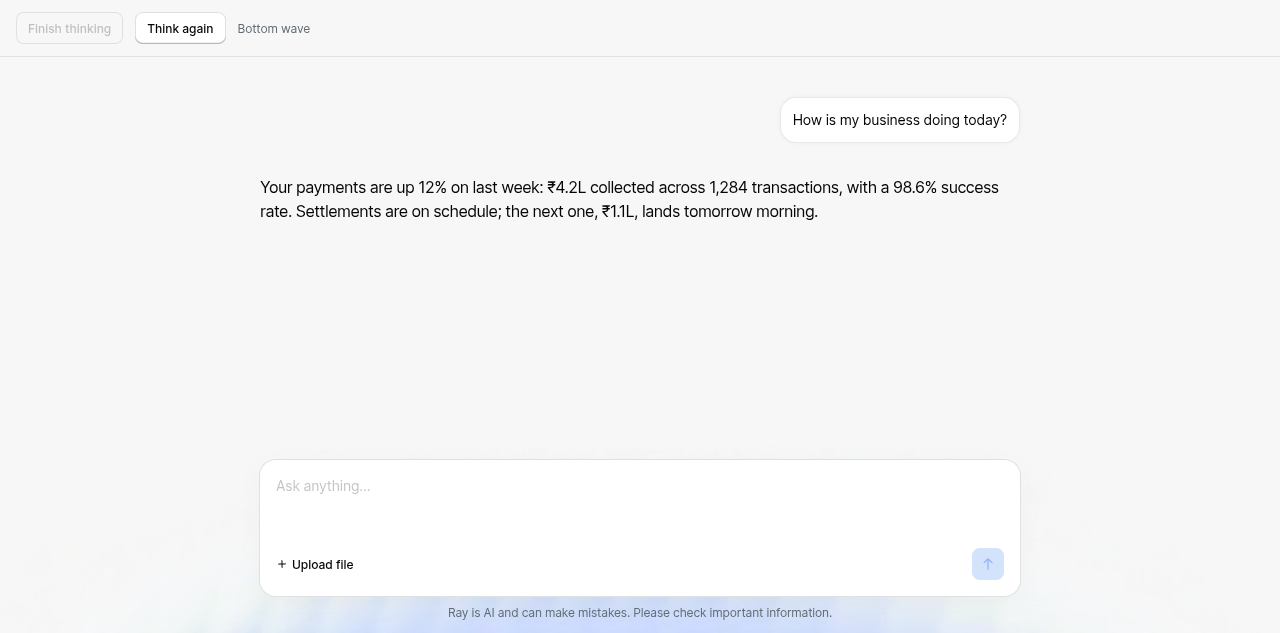 Finish thinking
Think again
Bottom wave
How is my business doing today?
Your payments are up 12% on last week: ₹4.2L collected across 1,284 transactions, with a 98.6% success
rate. Settlements are on schedule; the next one, ₹1.1L, lands tomorrow morning.
Ask anything...
+ Upload file
Ray is AI and can make mistakes. Please check important information.